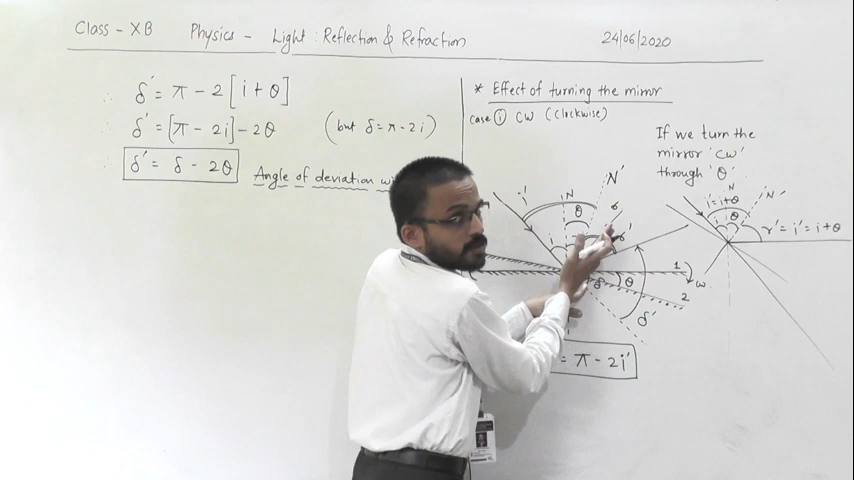 Class - XB Physics - Light : Reflection & Refraction 24/06/2020
∴ δ' = π - 2 [ i + θ ]
∴ δ' = [π - 2i] - 2θ (but δ = π - 2i)
∴ δ' = δ - 2θ Angle of deviation
* Effect of turning the mirror
case ① CW (Clockwise)
If we turn the
mirror 'CW'
through 'θ'
i' N N'
θ
i
δ θ 1
2
ω
δ'
= π - 2i'
N N'
i' = i+θ
θ
i
r' = i' = i+θ